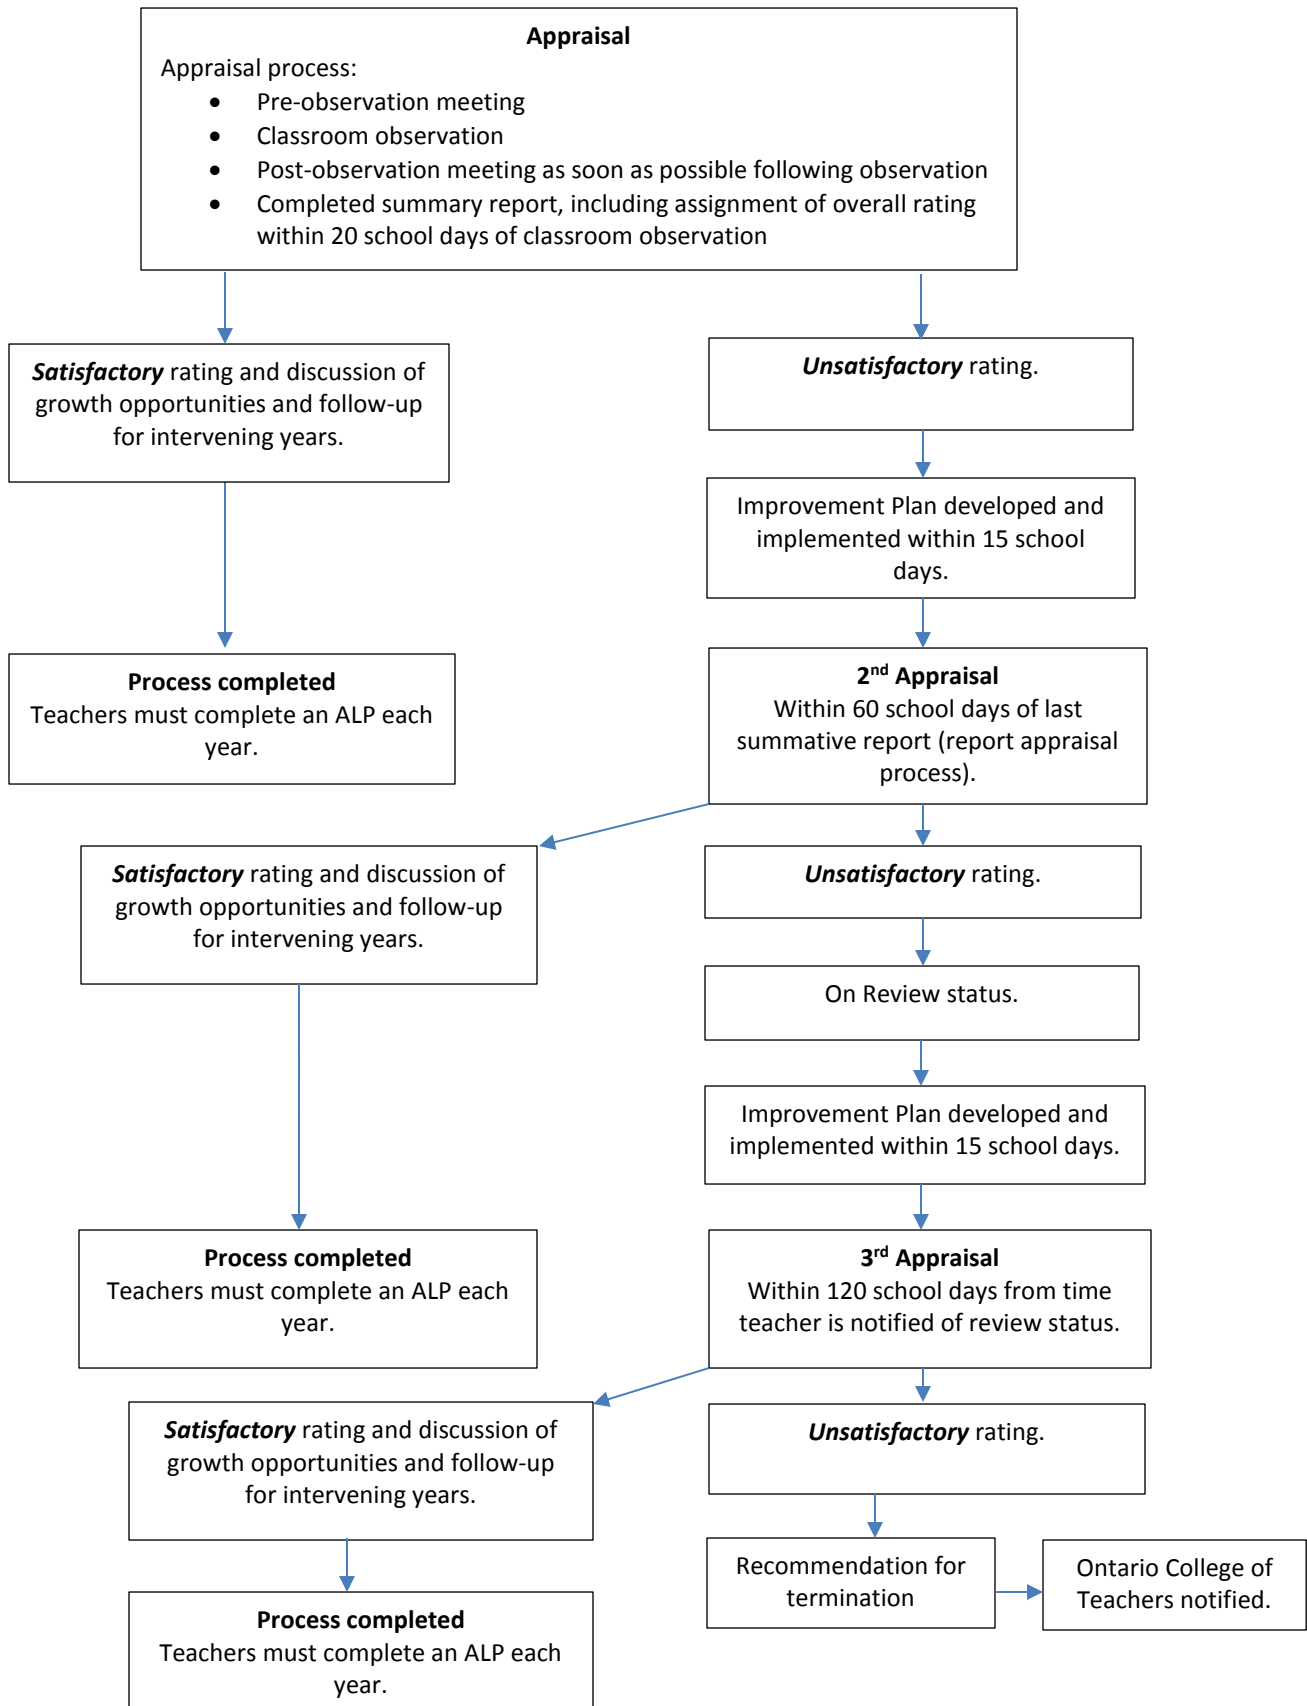 Appraisal
Appraisal process:
• Pre-observation meeting
• Classroom observation
• Post-observation meeting as soon as possible following observation
• Completed summary report, including assignment of overall rating
within 20 school days of classroom observation
Satisfactory rating and discussion of
growth opportunities and follow-up
for intervening years.
Unsatisfactory rating.
Improvement Plan developed and
implemented within 15 school
days.
Process completed
Teachers must complete an ALP each
year.
2nd Appraisal
Within 60 school days of last
summative report (report appraisal
process).
Satisfactory rating and discussion of
growth opportunities and follow-up
for intervening years.
Unsatisfactory rating.
On Review status.
Improvement Plan developed and
implemented within 15 school days.
Process completed
Teachers must complete an ALP each
year.
3rd Appraisal
Within 120 school days from time
teacher is notified of review status.
Satisfactory rating and discussion of
growth opportunities and follow-up
for intervening years.
Unsatisfactory rating.
Recommendation for
termination
Ontario College of
Teachers notified.
Process completed
Teachers must complete an ALP each
year.